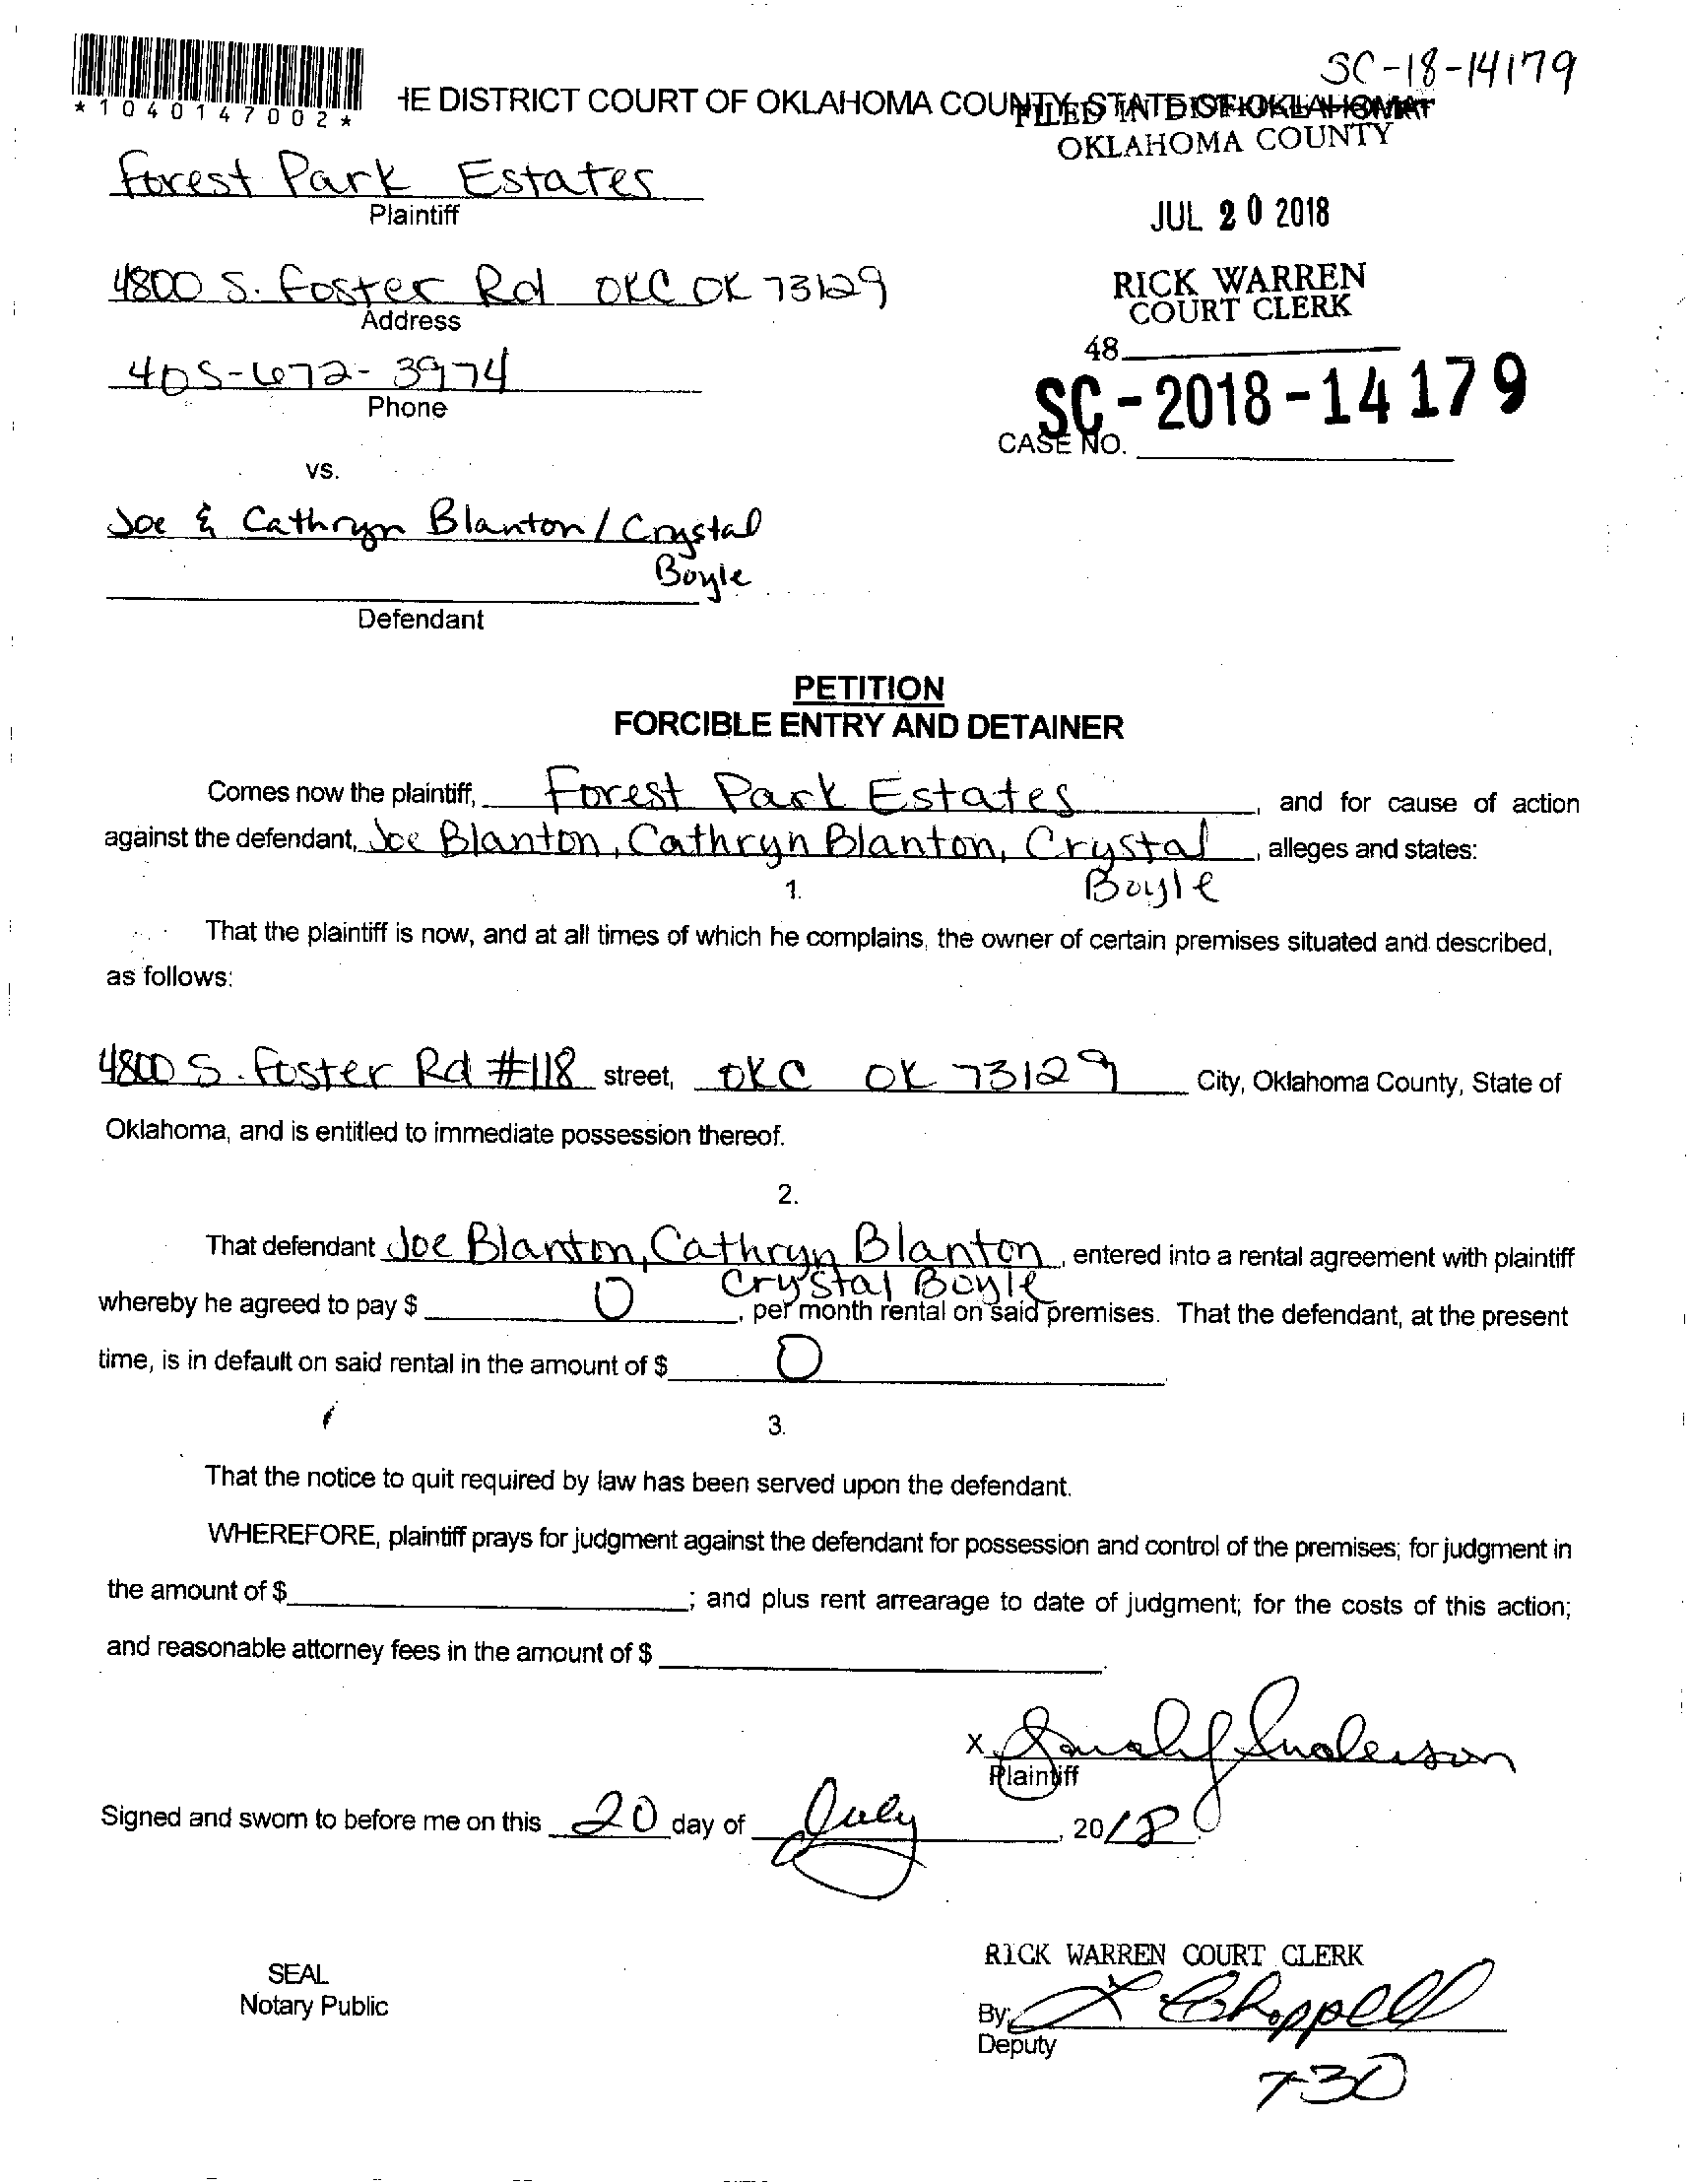 SC-18-14179
*1040147002*
HE DISTRICT COURT OF OKLAHOMA COUNTY, STATE OF OKLAHOMA
FILED IN DISTRICT COURT
OKLAHOMA COUNTY
Forest Park Estates
Plaintiff
JUL 20 2018
4800 S. Foster Rd OKC OK 73129
Address
RICK WARREN
COURT CLERK
405-672-3974
Phone
48
SC-2018-14179
CASE NO.
vs.
Joe & Cathryn Blanton / Crystal
Boyle
Defendant
PETITION
FORCIBLE ENTRY AND DETAINER
Comes now the plaintiff, Forest Park Estates, and for cause of action
against the defendant, Joe Blanton, Cathryn Blanton, Crystal, alleges and states:
Boyle
1.
That the plaintiff is now, and at all times of which he complains, the owner of certain premises situated and described,
as follows:
4800 S. Foster Rd #118 street, OKC OK 73129 City, Oklahoma County, State of
Oklahoma, and is entitled to immediate possession thereof.
2.
That defendant Joe Blanton, Cathryn Blanton, entered into a rental agreement with plaintiff
Crystal Boyle
whereby he agreed to pay $ 0, per month rental on said premises. That the defendant, at the present
time, is in default on said rental in the amount of $ 0
3.
That the notice to quit required by law has been served upon the defendant.
WHEREFORE, plaintiff prays for judgment against the defendant for possession and control of the premises; for judgment in
the amount of $ ; and plus rent arrearage to date of judgment; for the costs of this action;
and reasonable attorney fees in the amount of $ .
X Anderson
Plaintiff
Signed and sworn to before me on this 20 day of July, 2018.
RICK WARREN COURT CLERK
SEAL
Notary Public
By: L Chappell
Deputy
7-30